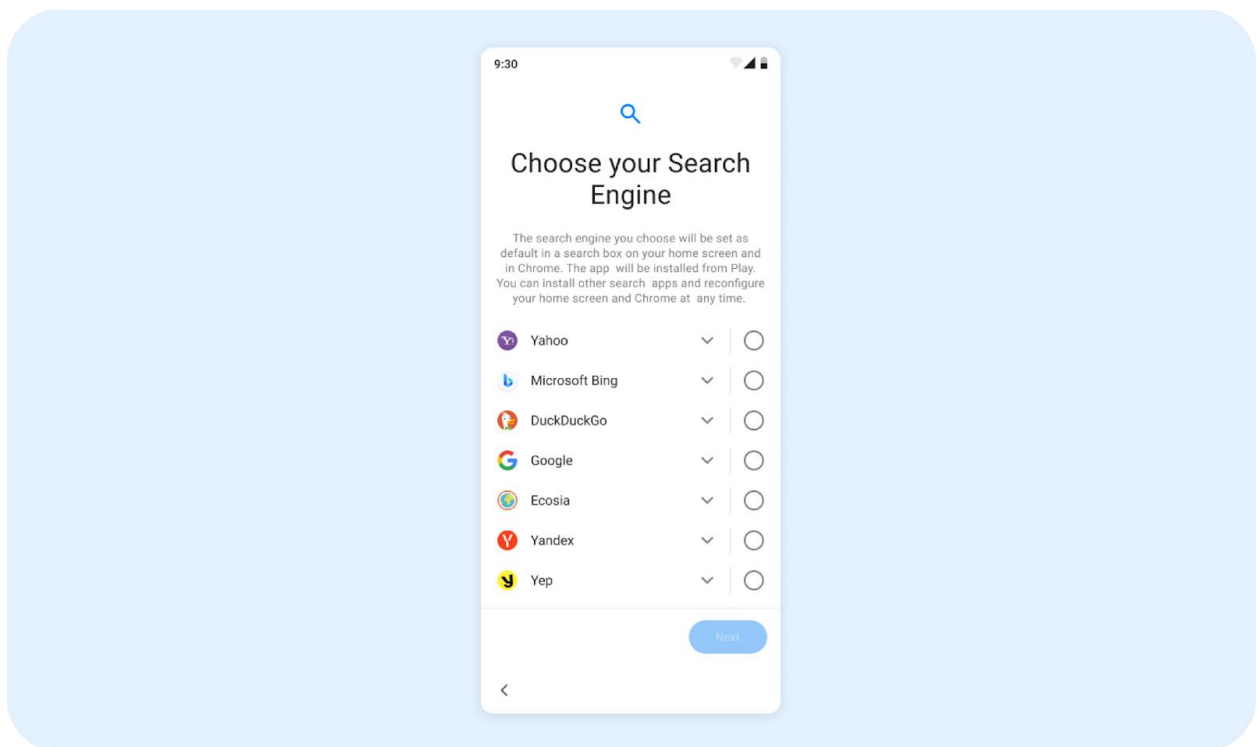 9:30
Choose your Search
Engine
The search engine you choose will be set as
default in a search box on your home screen and
in Chrome. The app will be installed from Play.
You can install other search apps and reconfigure
your home screen and Chrome at any time.
Yahoo
Microsoft Bing
DuckDuckGo
Google
Ecosia
Yandex
Yep
Next